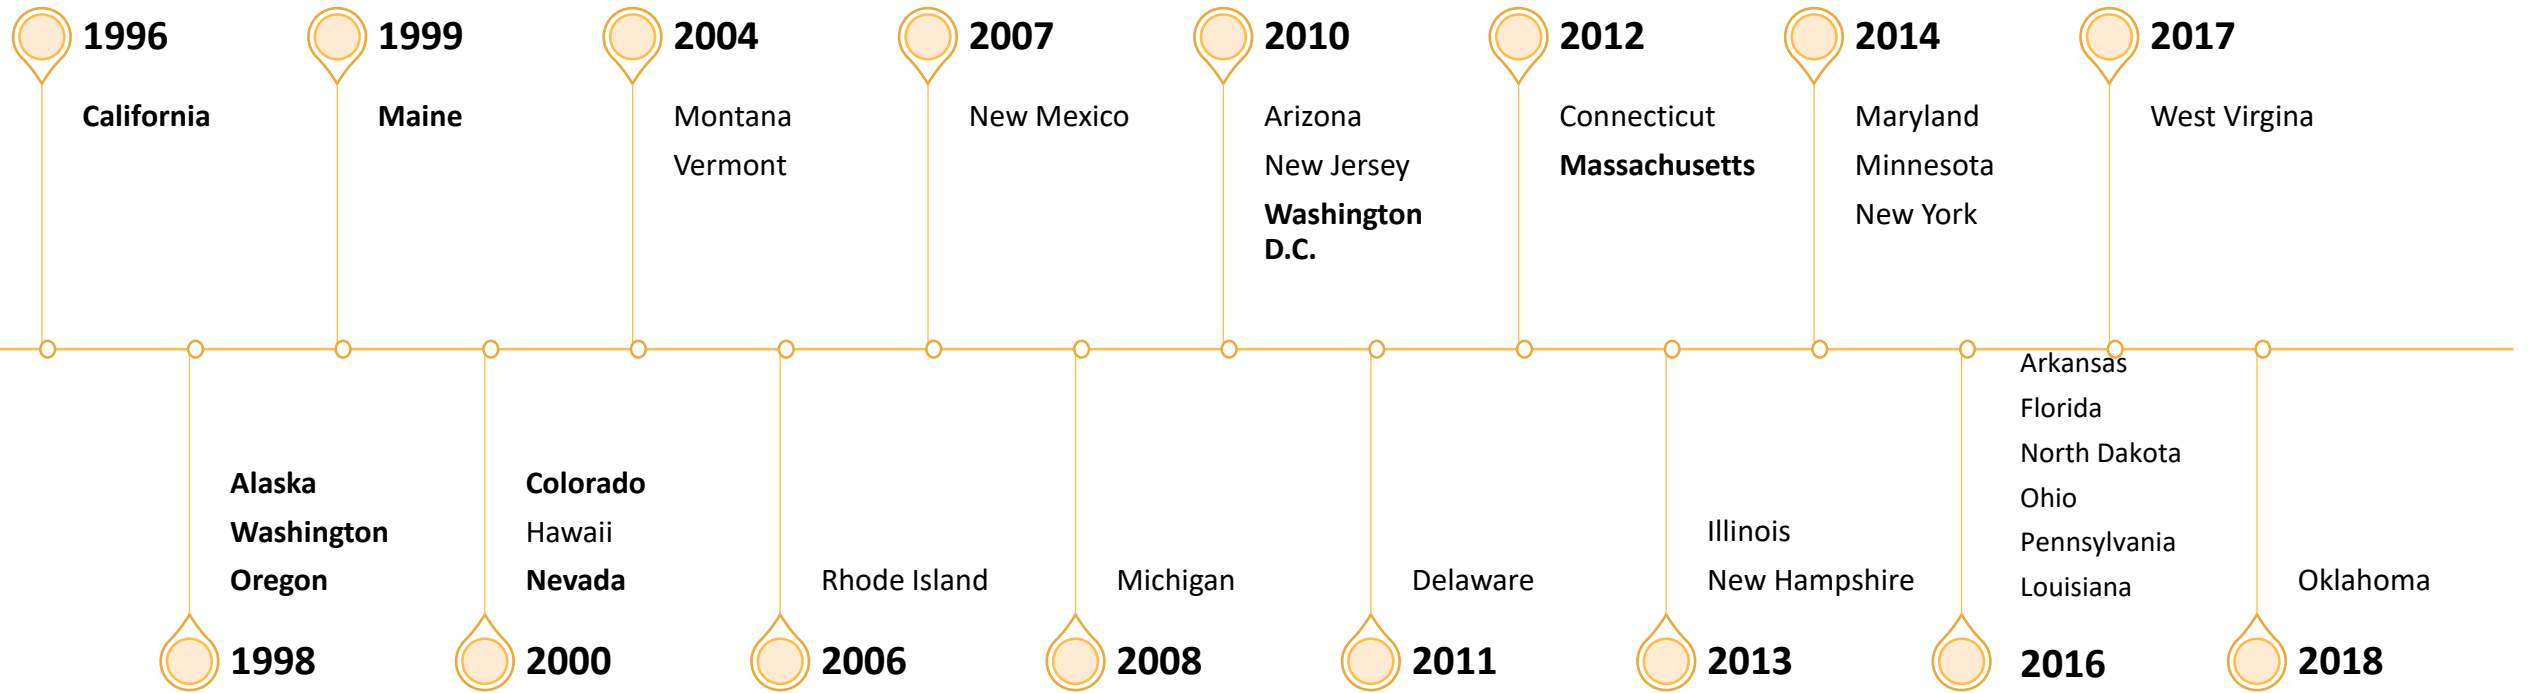 1996
California
1999
Maine
2004
Montana
Vermont
2007
New Mexico
2010
Arizona
New Jersey
Washington
D.C.
2012
Connecticut
Massachusetts
2014
Maryland
Minnesota
New York
2017
West Virgina
Alaska
Washington
Oregon
1998
Colorado
Hawaii
Nevada
2000
Rhode Island
2006
Michigan
2008
Delaware
2011
Illinois
New Hampshire
2013
Arkansas
Florida
North Dakota
Ohio
Pennsylvania
Louisiana
2016
Oklahoma
2018